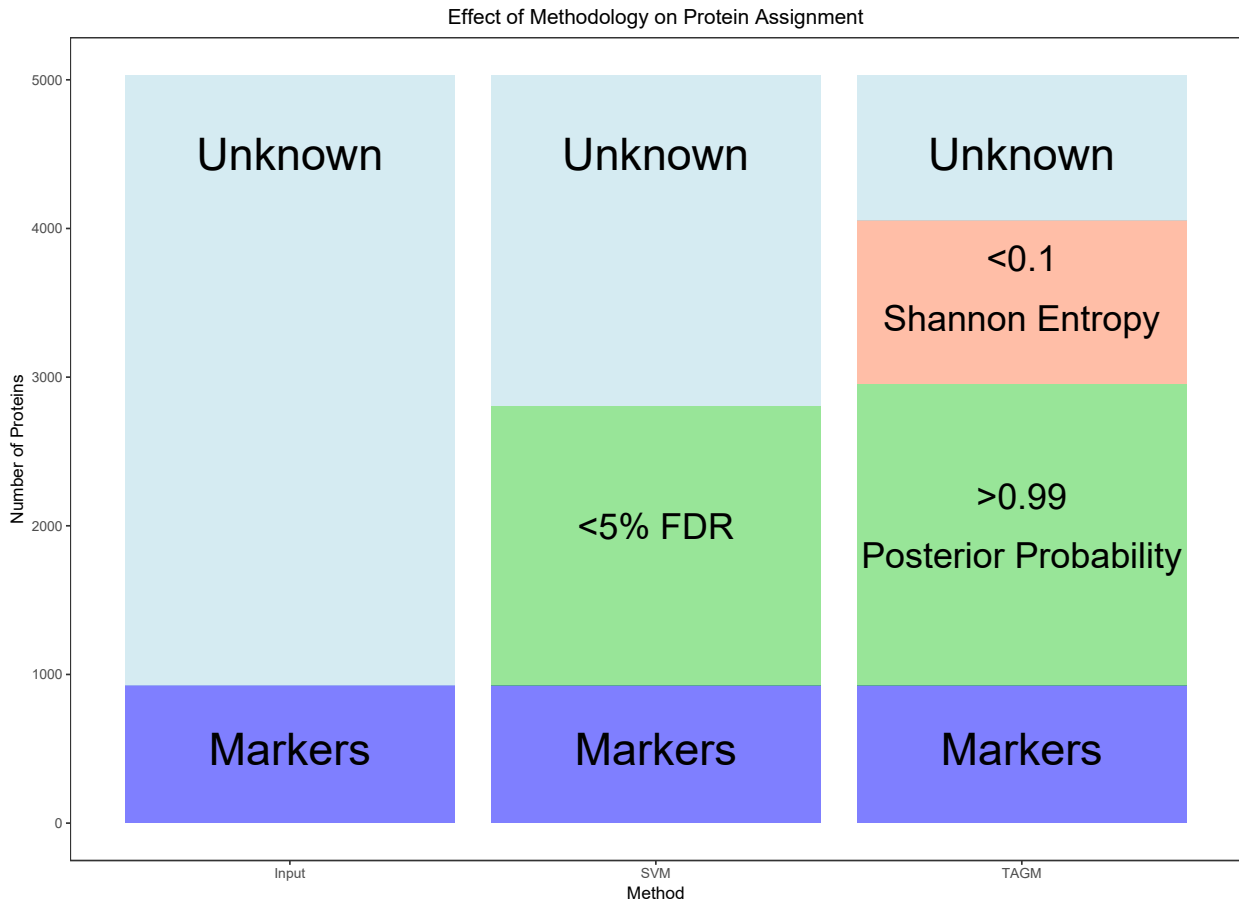 Effect of Methodology on Protein Assignment
Number of Proteins
5000
4000
3000
2000
1000
0
Unknown
Markers
Unknown
<5% FDR
Markers
Unknown
<0.1
Shannon Entropy
>0.99
Posterior Probability
Markers
Input
SVM
TAGM
Method